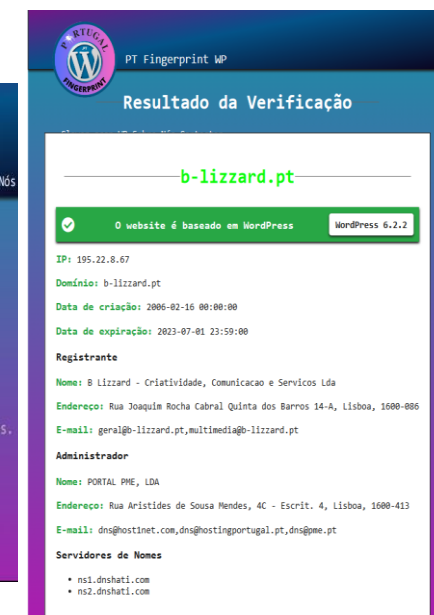 PORTUGAL
FINGERPRINT
PT Fingerprint WP
Resultado da Verificação
Nós
b-lizzard.pt
O website é baseado em WordPress
WordPress 6.2.2
IP: 195.22.8.67
Domínio: b-lizzard.pt
Data de criação: 2006-02-16 00:00:00
Data de expiração: 2023-07-01 23:59:00
Registrante
Nome: B Lizzard - Criatividade, Comunicacao e Servicos Lda
Endereço: Rua Joaquim Rocha Cabral Quinta dos Barros 14-A, Lisboa, 1600-086
E-mail: geral@b-lizzard.pt,multimedia@b-lizzard.pt
s.
Administrador
Nome: PORTAL PME, LDA
Endereço: Rua Aristides de Sousa Mendes, 4C - Escrit. 4, Lisboa, 1600-413
E-mail: dns@host1net.com,dns@hostingportugal.pt,dns@pme.pt
Servidores de Nomes
• ns1.dnshati.com
• ns2.dnshati.com